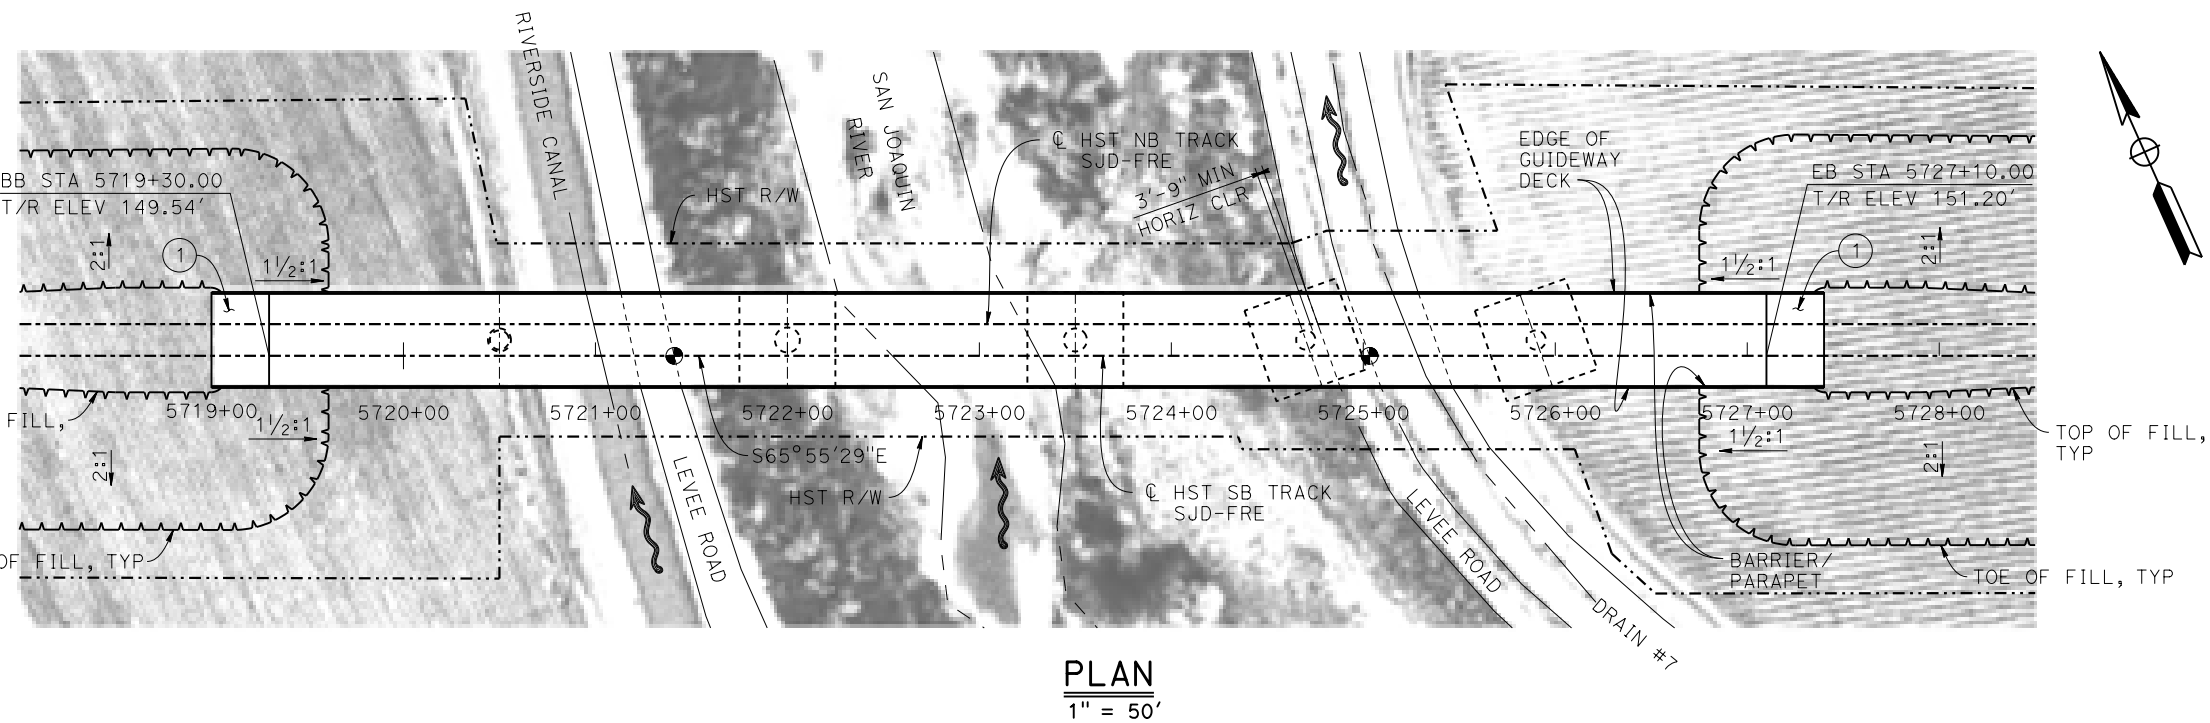 RIVERSIDE CANAL
SAN JOAQUIN
RIVER
℄ HST NB TRACK
SJD-FRE
3'-9" MIN
HORIZ CLR
EDGE OF
GUIDEWAY
DECK
BB STA 5719+30.00
T/R ELEV 149.54'
EB STA 5727+10.00
T/R ELEV 151.20'
HST R/W
2:1
1
1½:1
1½:1
1
2:1
5719+00
5720+00
5721+00
5722+00
5723+00
5724+00
5725+00
5726+00
5727+00
5728+00
FILL,
1½:1
1½:1
2:1
2:1
S65°55'29"E
TOP OF FILL,
TYP
LEVEE ROAD
HST R/W
℄ HST SB TRACK
SJD-FRE
LEVEE ROAD
OF FILL, TYP
BARRIER/
PARAPET
TOE OF FILL, TYP
DRAIN #7
PLAN
1" = 50'